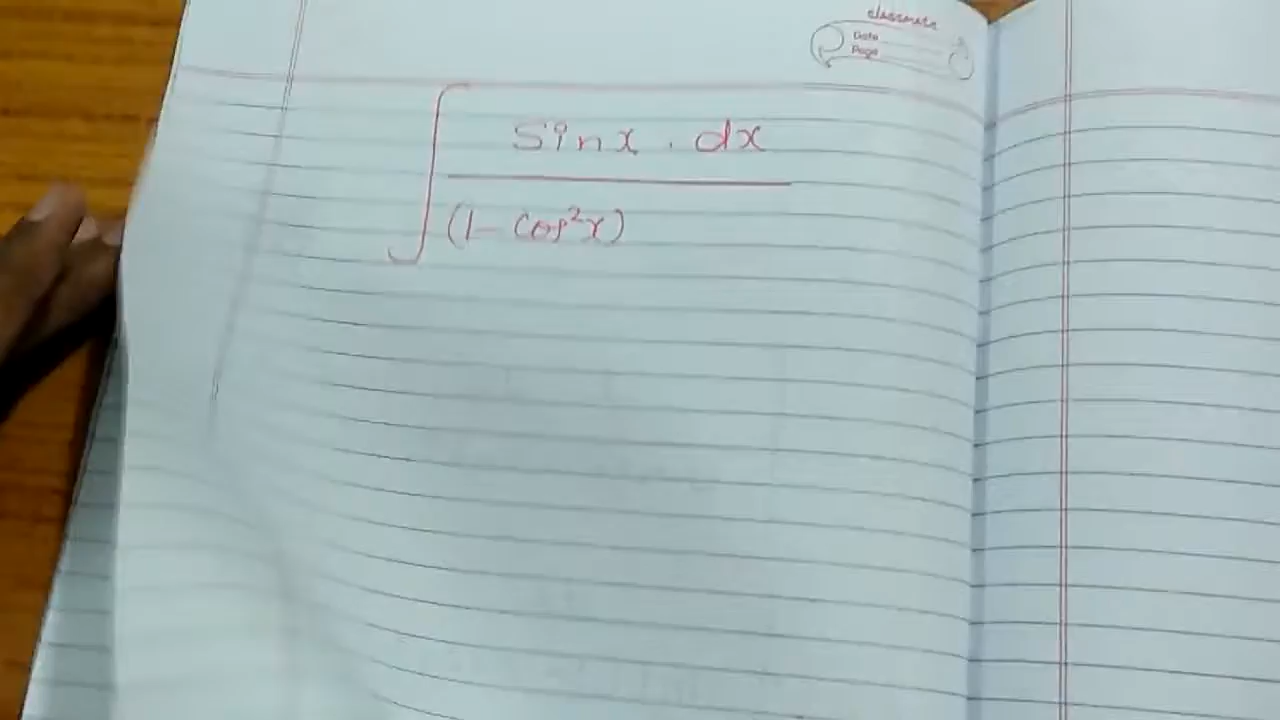 classmate
Date
Page
∫ sinx . dx
(1 - cos²x)